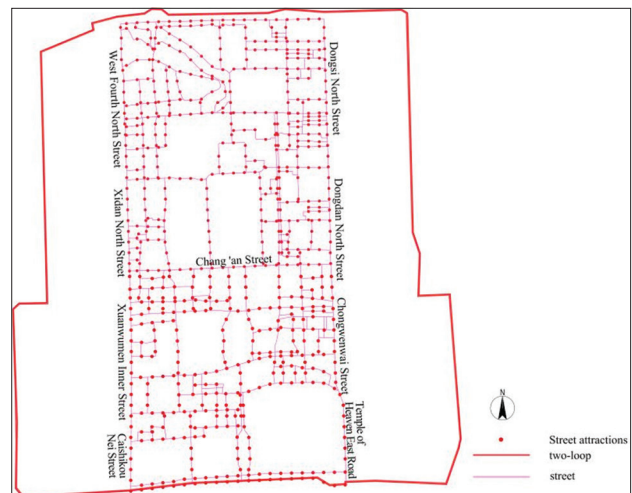 West Fourth North Street
Dongsi North Street
Xidan North Street
Dongdan North Street
Chang 'an Street
Xuanwumen Inner Street
Chongwenwai Street
Temple of
Heaven East Road
Caishikou
Nei Street
N
Street attractions
two-loop
street